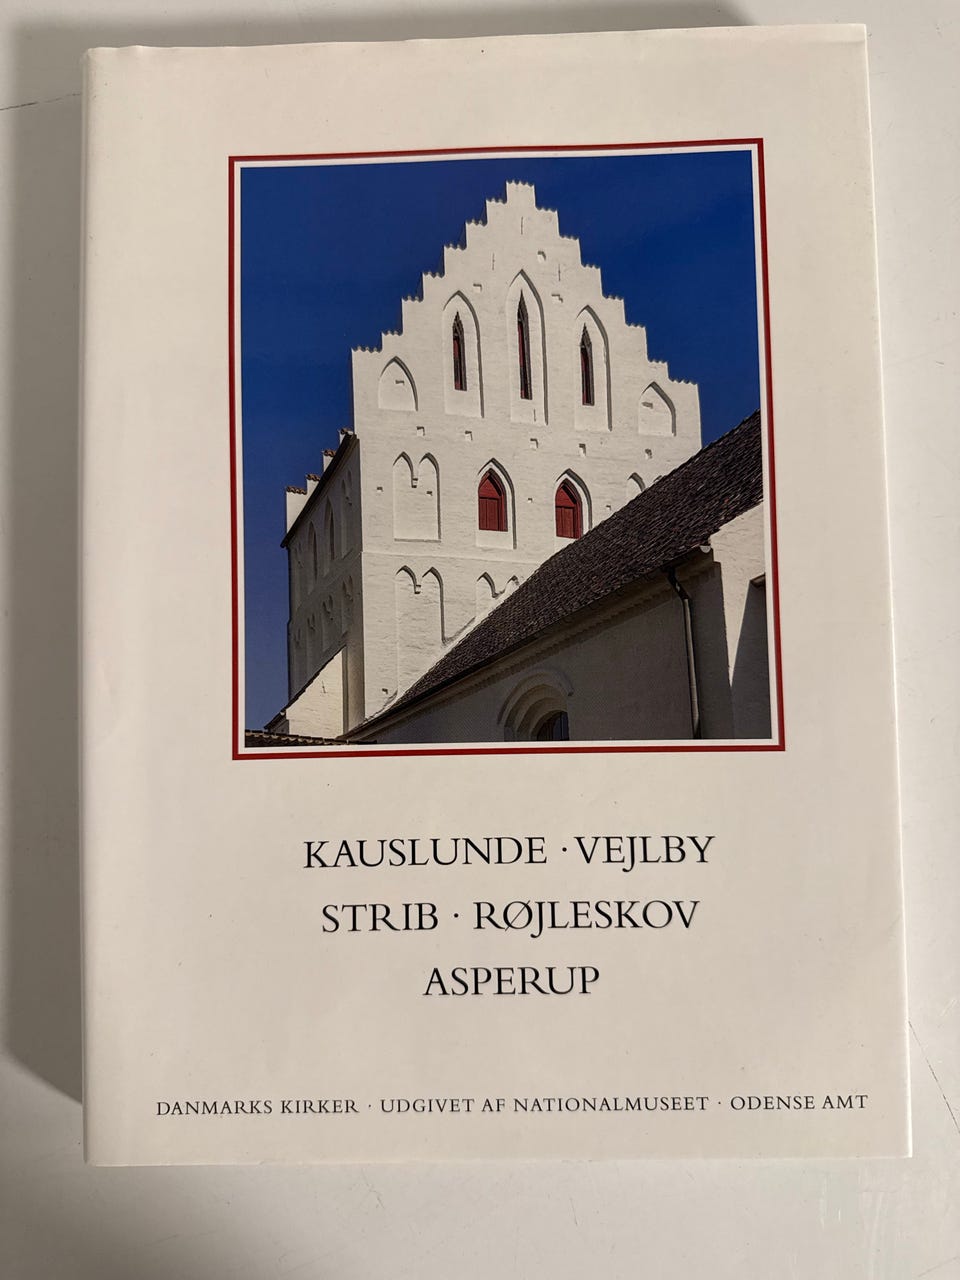 KAUSLUNDE · VEJLBY
STRIB · RØJLESKOV
ASPERUP
DANMARKS KIRKER · UDGIVET AF NATIONALMUSEET · ODENSE AMT